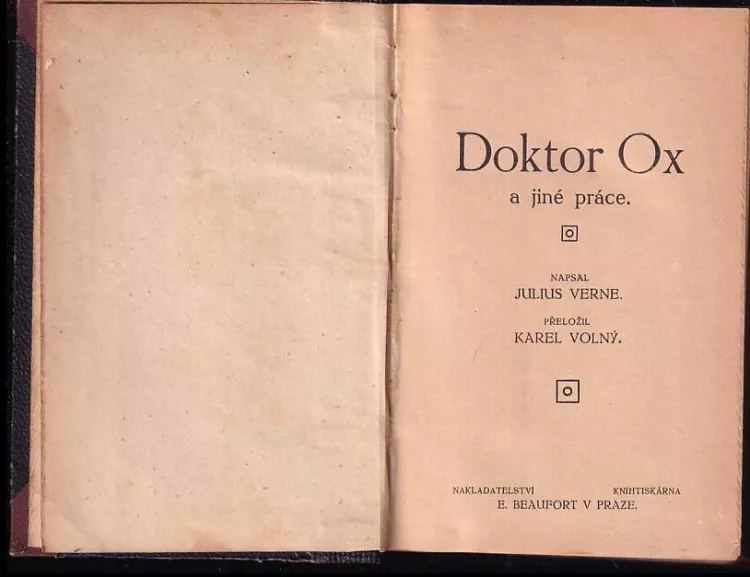 Doktor Ox
a jiné práce.
NAPSAL
JULIUS VERNE.
PŘELOŽIL
KAREL VOLNÝ.
NAKLADATELSTVÍ KNIHTISKÁRNA
E. BEAUFORT V PRAZE.